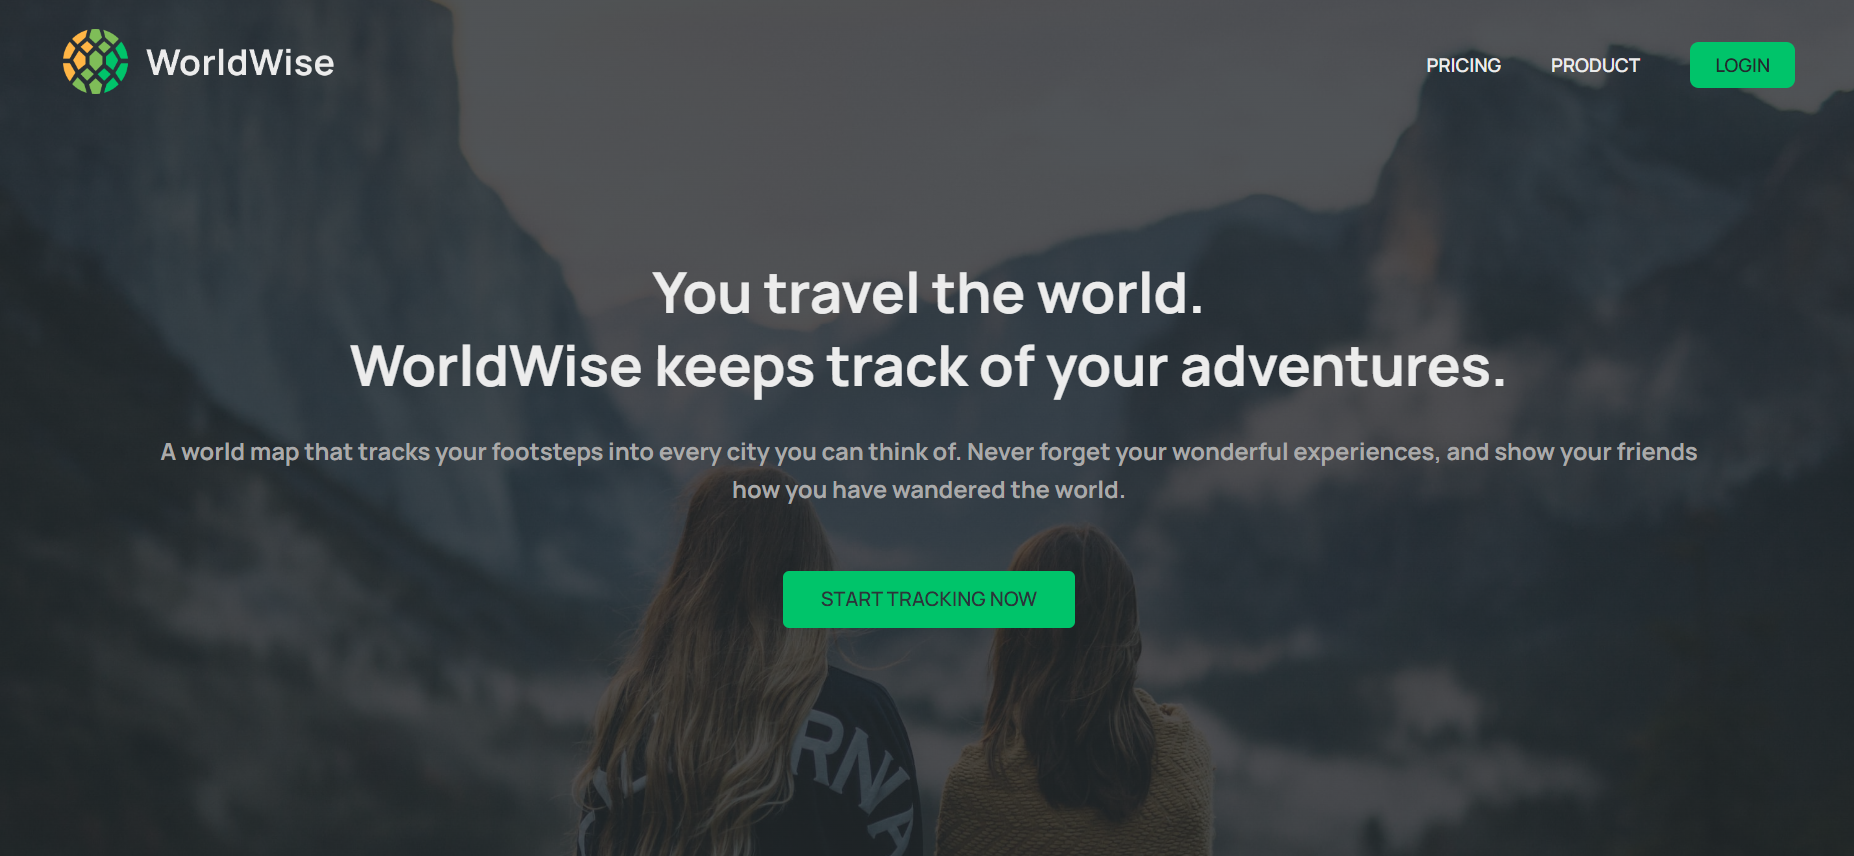 WorldWise
PRICING
PRODUCT
LOGIN
You travel the world.
WorldWise keeps track of your adventures.
A world map that tracks your footsteps into every city you can think of. Never forget your wonderful experiences, and show your friends
how you have wandered the world.
START TRACKING NOW
RNIA